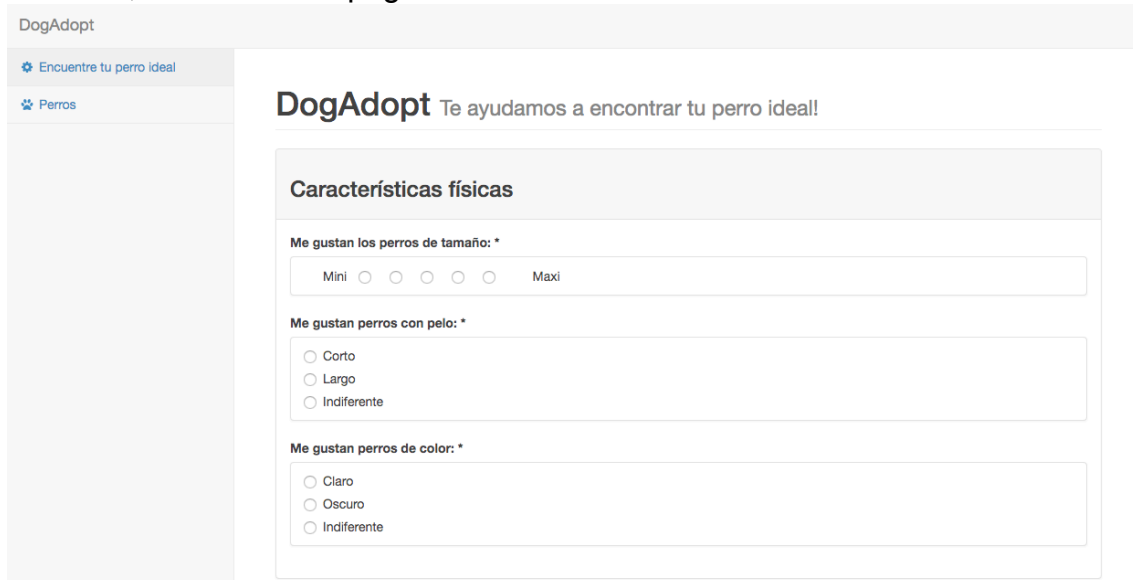 DogAdopt
Encuentre tu perro ideal
Perros
DogAdopt Te ayudamos a encontrar tu perro ideal!
Características físicas
Me gustan los perros de tamaño: *
Mini Maxi
Me gustan perros con pelo: *
Corto
Largo
Indiferente
Me gustan perros de color: *
Claro
Oscuro
Indiferente